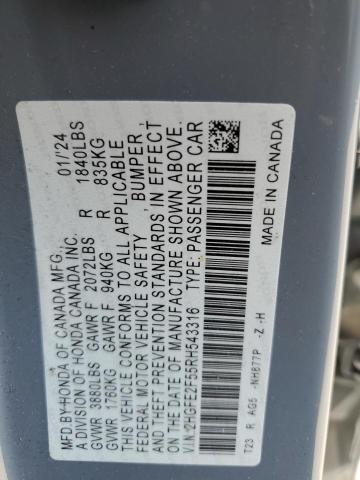 MFD.BY HONDA OF CANADA MFG. 01/24
A DIVISION OF HONDA CANADA INC.
GVWR 3880LBS GAWR F 2072LBS R 1840LBS
GVWR 1760KG GAWR F 940KG R 835KG
THIS VEHICLE CONFORMS TO ALL APPLICABLE
FEDERAL MOTOR VEHICLE SAFETY , BUMPER ,
AND THEFT PREVENTION STANDARDS IN EFFECT
ON THE DATE OF MANUFACTURE SHOWN ABOVE.
V.I.N:2HGFE2F55RH543316 TYPE:PASSENGER CAR
T23 R AG5 -NH877P -Z -H
MADE IN CANADA